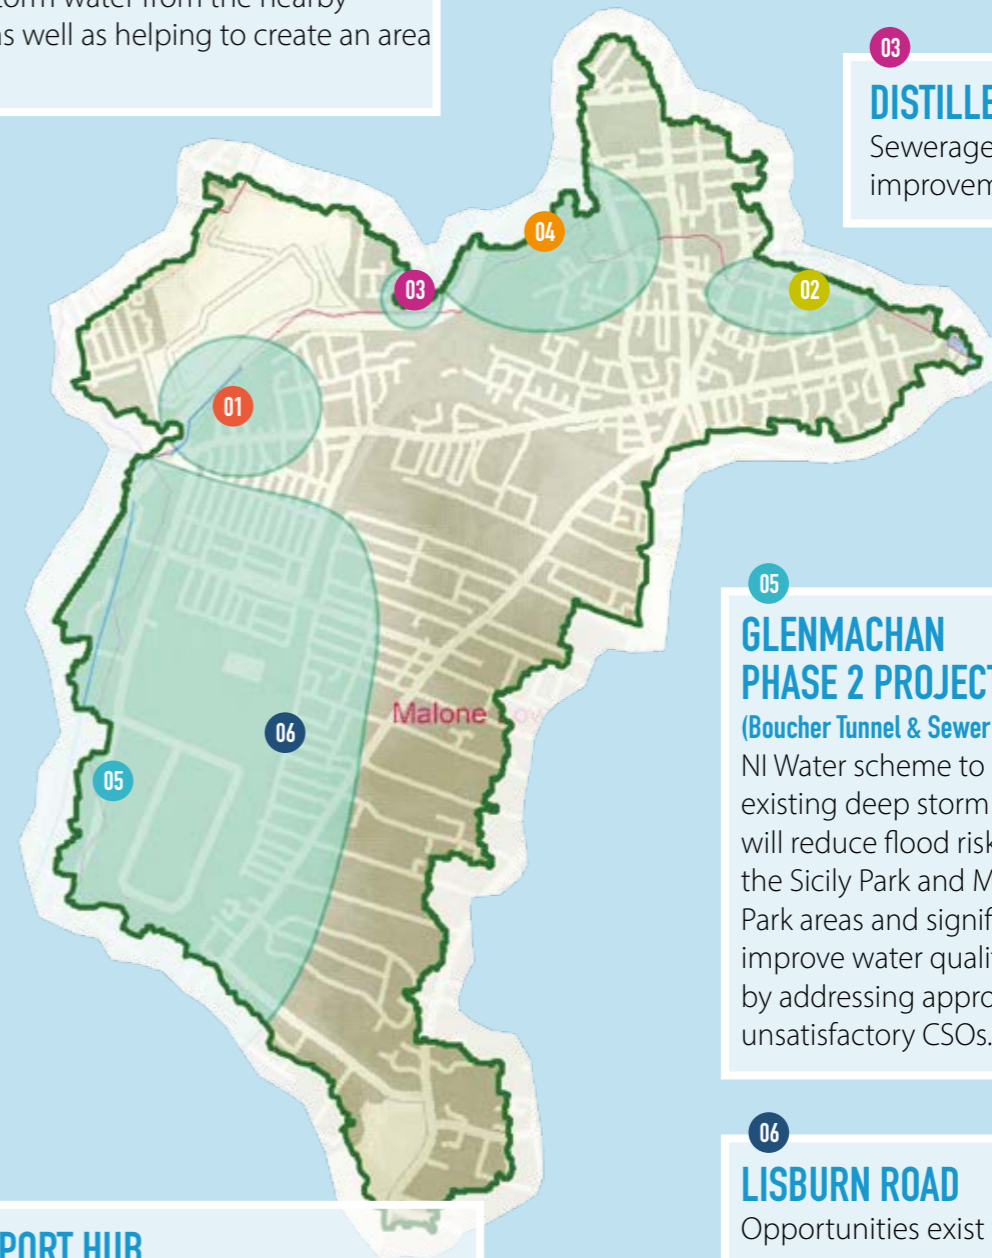 torm water from the nearby
as well as helping to create an area
03
DISTILLE
Sewerage
improvem
04
03
02
01
Malone
06
05
05
GLENMACHAN
PHASE 2 PROJECT
(Boucher Tunnel & Sewer
NI Water scheme to
existing deep storm
will reduce flood risk
the Sicily Park and M
Park areas and signif
improve water qualit
by addressing appro
unsatisfactory CSOs.
06
LISBURN ROAD
Opportunities exist
PORT HUB